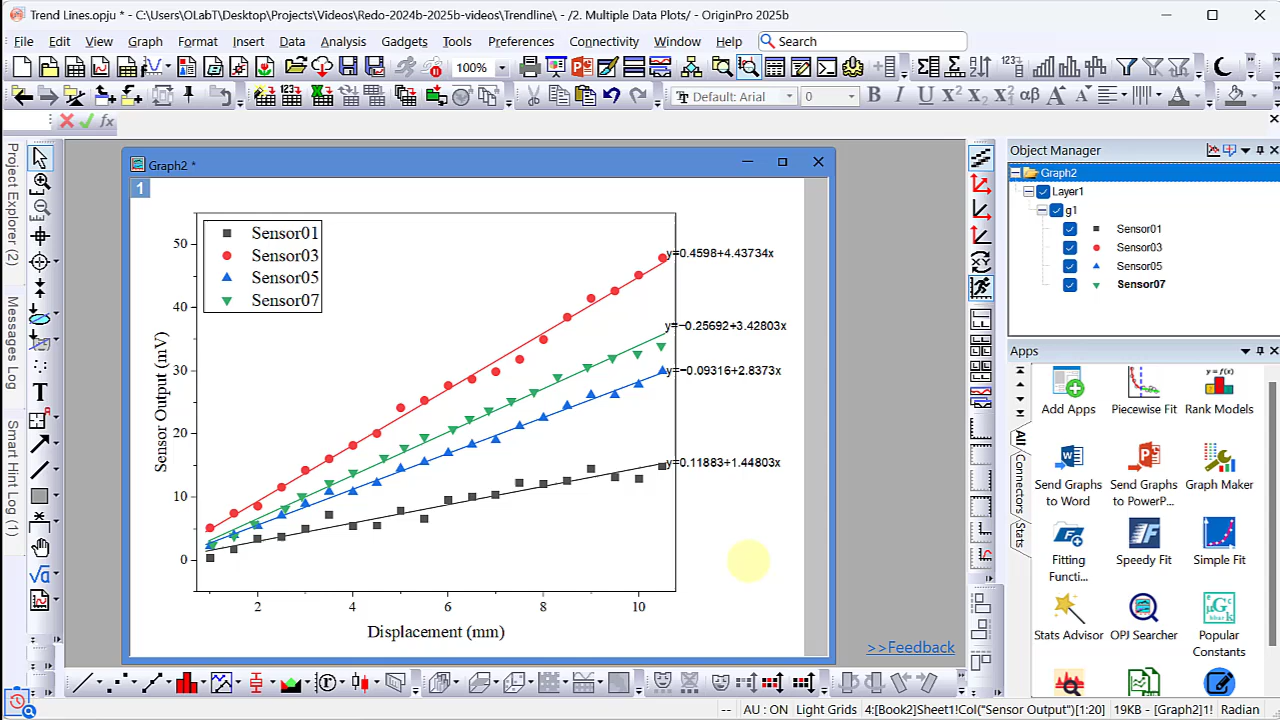 Trend Lines.opju * - C:\Users\OLabT\Desktop\Projects\Videos\Redo-2024b-2025b-videos\Trendline\ - /2. Multiple Data Plots/ - OriginPro 2025b
File Edit View Graph Format Insert Data Analysis Gadgets Tools Preferences Connectivity Window Help Search
100%
Default: Arial 0 B I U x² x₂ αβ A A A
fx
Project Explorer (2)
Messages Log
Smart Hint Log (1)
Graph2 *
1
Sensor01
Sensor03
Sensor05
Sensor07
y=0.4598+4.43734x
y=−0.25692+3.42803x
y=−0.09316+2.8373x
y=0.11883+1.44803x
Sensor Output (mV)
50
40
30
20
10
0
2 4 6 8 10
Displacement (mm)
>>Feedback
Object Manager
Graph2
Layer1
g1
Sensor01
Sensor03
Sensor05
Sensor07
Apps
All
Connectors
Stats
y = f(x)
Add Apps Piecewise Fit Rank Models
Send Graphs to Word
Send Graphs to PowerP...
Graph Maker
Fitting Functi...
Speedy Fit
Simple Fit
Stats Advisor
OPJ Searcher
Popular Constants
-- AU : ON Light Grids 4:[Book2]Sheet1!Col("Sensor Output")[1:20] 19KB - [Graph2]1! Radian